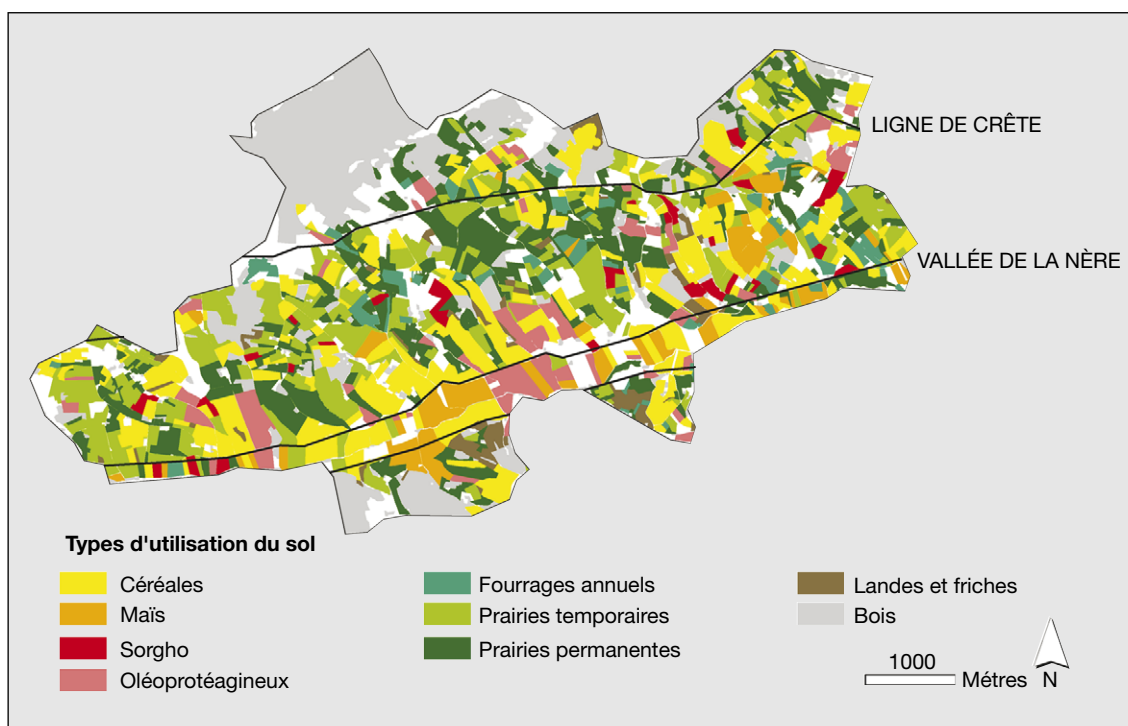 LIGNE DE CRÊTE
VALLÉE DE LA NÈRE
Types d'utilisation du sol
Céréales
Maïs
Sorgho
Oléoprotéagineux
Fourrages annuels
Prairies temporaires
Prairies permanentes
Landes et friches
Bois
1000
Métres N